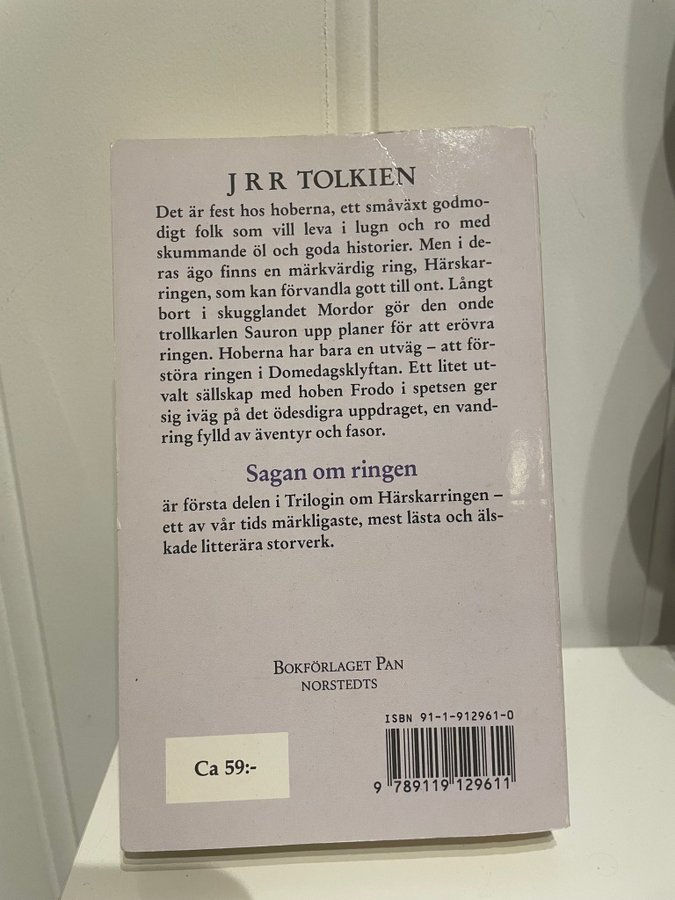 J R R TOLKIEN
Det är fest hos hoberna, ett småväxt godmo-
digt folk som vill leva i lugn och ro med
skummande öl och goda historier. Men i de-
ras ägo finns en märkvärdig ring, Härskar-
ringen, som kan förvandla gott till ont. Långt
bort i skugglandet Mordor gör den onde
trollkarlen Sauron upp planer för att erövra
ringen. Hoberna har bara en utväg – att för-
störa ringen i Domedagsklyftan. Ett litet ut-
valt sällskap med hoben Frodo i spetsen ger
sig iväg på det ödesdigra uppdraget, en vand-
ring fylld av äventyr och fasor.
Sagan om ringen
är första delen i Trilogin om Härskarringen –
ett av vår tids märkligaste, mest lästa och äls-
kade litterära storverk.
BOKFÖRLAGET PAN
NORSTEDTS
ISBN 91-1-912961-0
Ca 59:-
9 789119 129611